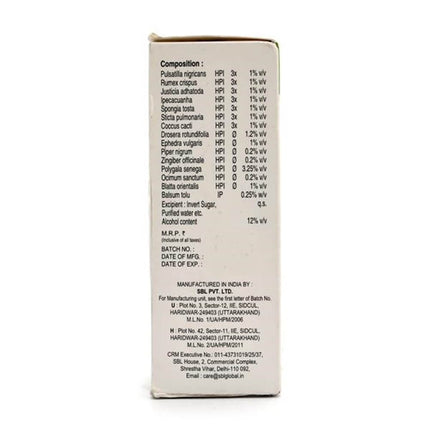 Composition :
Pulsatilla nigricans HPI 3x 1% v/v
Rumex crispus HPI 3x 1% v/v
Justicia adhatoda HPI 3x 1% v/v
Ipecacuanha HPI 3x 1% v/v
Spongia tosta HPI 3x 1% v/v
Sticta pulmonaria HPI 3x 1% v/v
Coccus cacti HPI 3x 1% v/v
Drosera rotundifolia HPI Ø 1.2% v/v
Ephedra vulgaris HPI Ø 1% v/v
Piper nigrum HPI Ø 0.2% v/v
Zingiber officinale HPI Ø 0.2% v/v
Polygala senega HPI Ø 3.25% v/v
Ocimum sanctum HPI Ø 0.2% v/v
Blatta orientalis HPI Ø 1% v/v
Balsum tolu IP 0.25% w/v
Excipient : Invert Sugar, q.s.
Purified water etc.
Alcohol content 12% v/v
M.R.P. ₹
(Inclusive of all taxes)
BATCH NO. :
DATE OF MFG. :
DATE OF EXP. :
MANUFACTURED IN INDIA BY :
SBL PVT. LTD.
For Manufacturing unit, see the first letter of Batch No.
U : Plot No. 3, Sector-12, IIE, SIDCUL,
HARIDWAR-249403 (UTTARAKHAND)
M.L.No. 1/UA/HPM/2006
H : Plot No. 42, Sector-11, IIE, SIDCUL,
HARIDWAR-249403 (UTTARAKHAND)
M.L.No. 2/UA/HPM/2011
CRM Executive No.: 011-43731019/25/37,
SBL House, 2, Commercial Complex,
Shrestha Vihar, Delhi-110 092,
Email : care@sblglobal.in